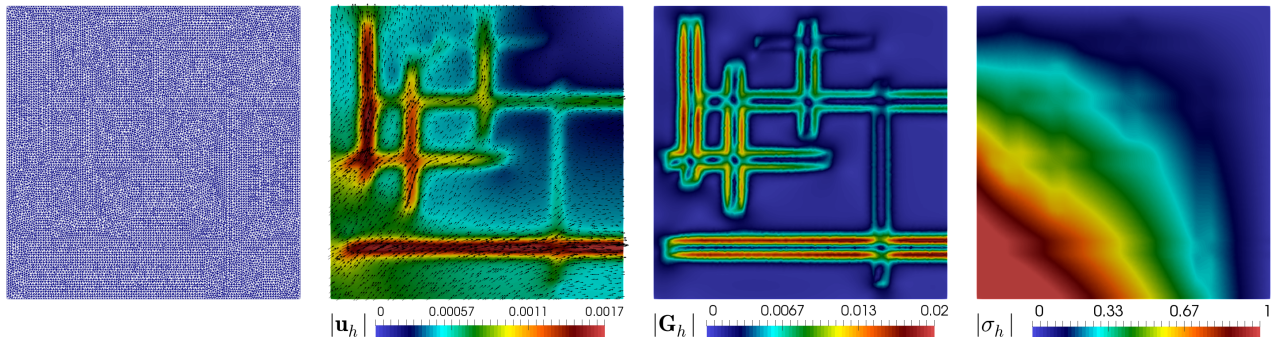 |u_h| 0 0.00057 0.0011 0.0017
|G_h| 0 0.0067 0.013 0.02
|σ_h| 0 0.33 0.67 1